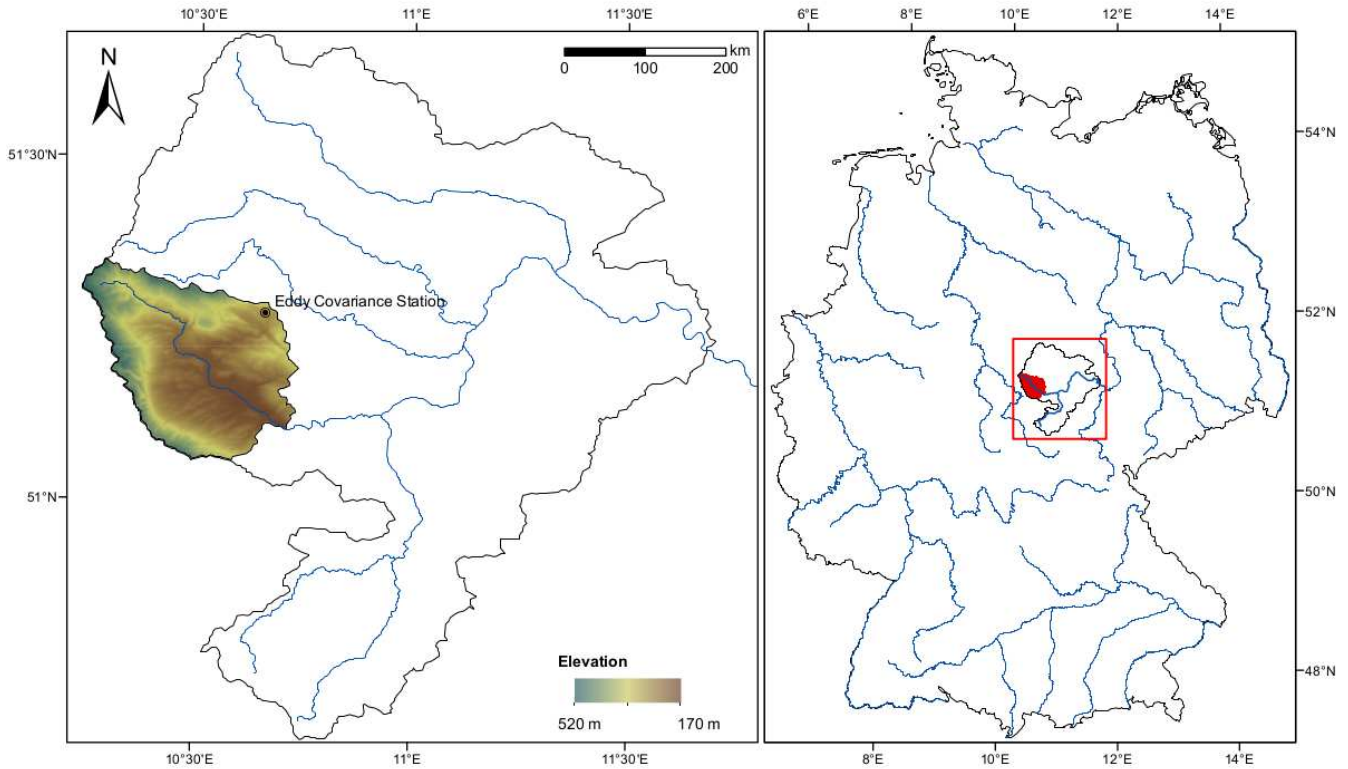 10°30'E 11°E 11°30'E 6°E 8°E 10°E 12°E 14°E
N
km
0 100 200
54°N
51°30'N
Eddy Covariance Station
52°N
51°N
50°N
Elevation
48°N
520 m 170 m
10°30'E 11°E 11°30'E 8°E 10°E 12°E 14°E